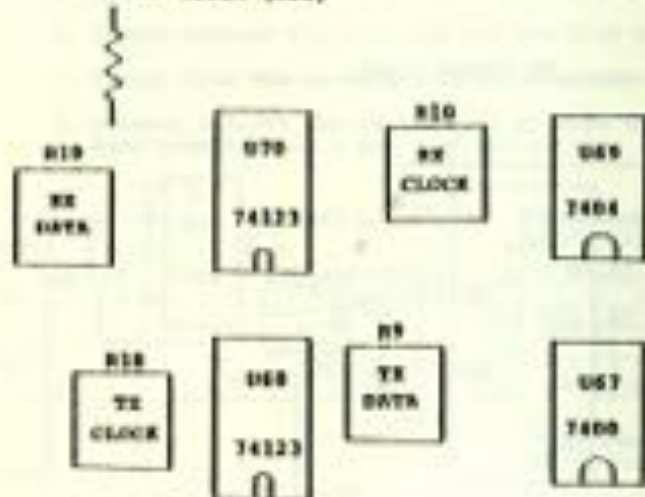 R10
R19
U70
RX
U69
CLOCK
RX
DATA
74123
7404
R18
R9
U68
TX
U67
TX
DATA
CLOCK
7400
74123